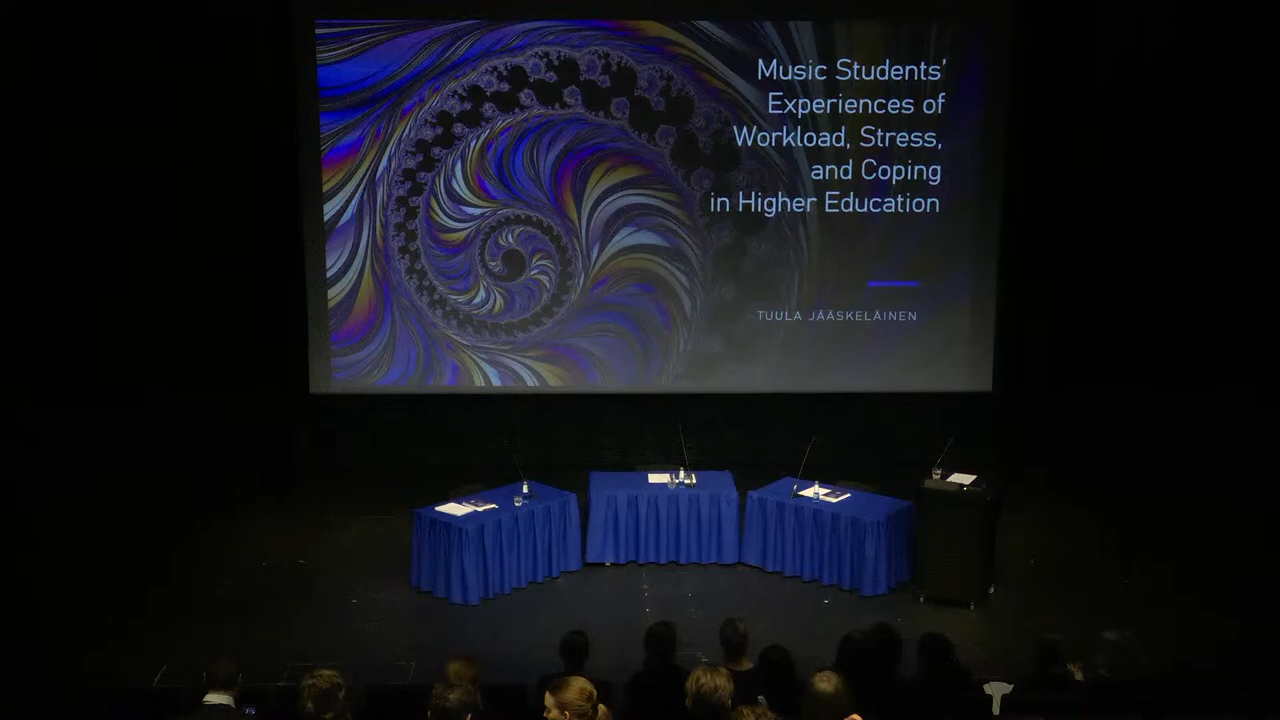 Music Students’
Experiences of
Workload, Stress,
and Coping
in Higher Education
TUULA JÄÄSKELÄINEN